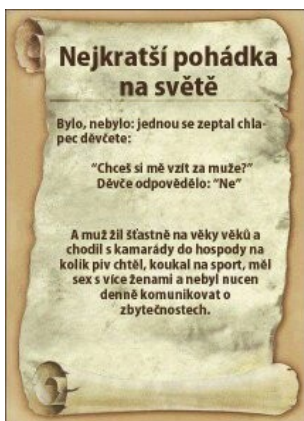 Nejkratší pohádka
na světě
Bylo, nebylo: jednou se zeptal chla-
pec děvčete:
"Chceš si mě vzít za muže?"
Děvče odpovědělo: "Ne"
A muž žil šťastně na věky věků a
chodil s kamarády do hospody na
kolik piv chtěl, koukal na sport, měl
sex s více ženami a nebyl nucen
denně komunikovat o
zbytečnostech.